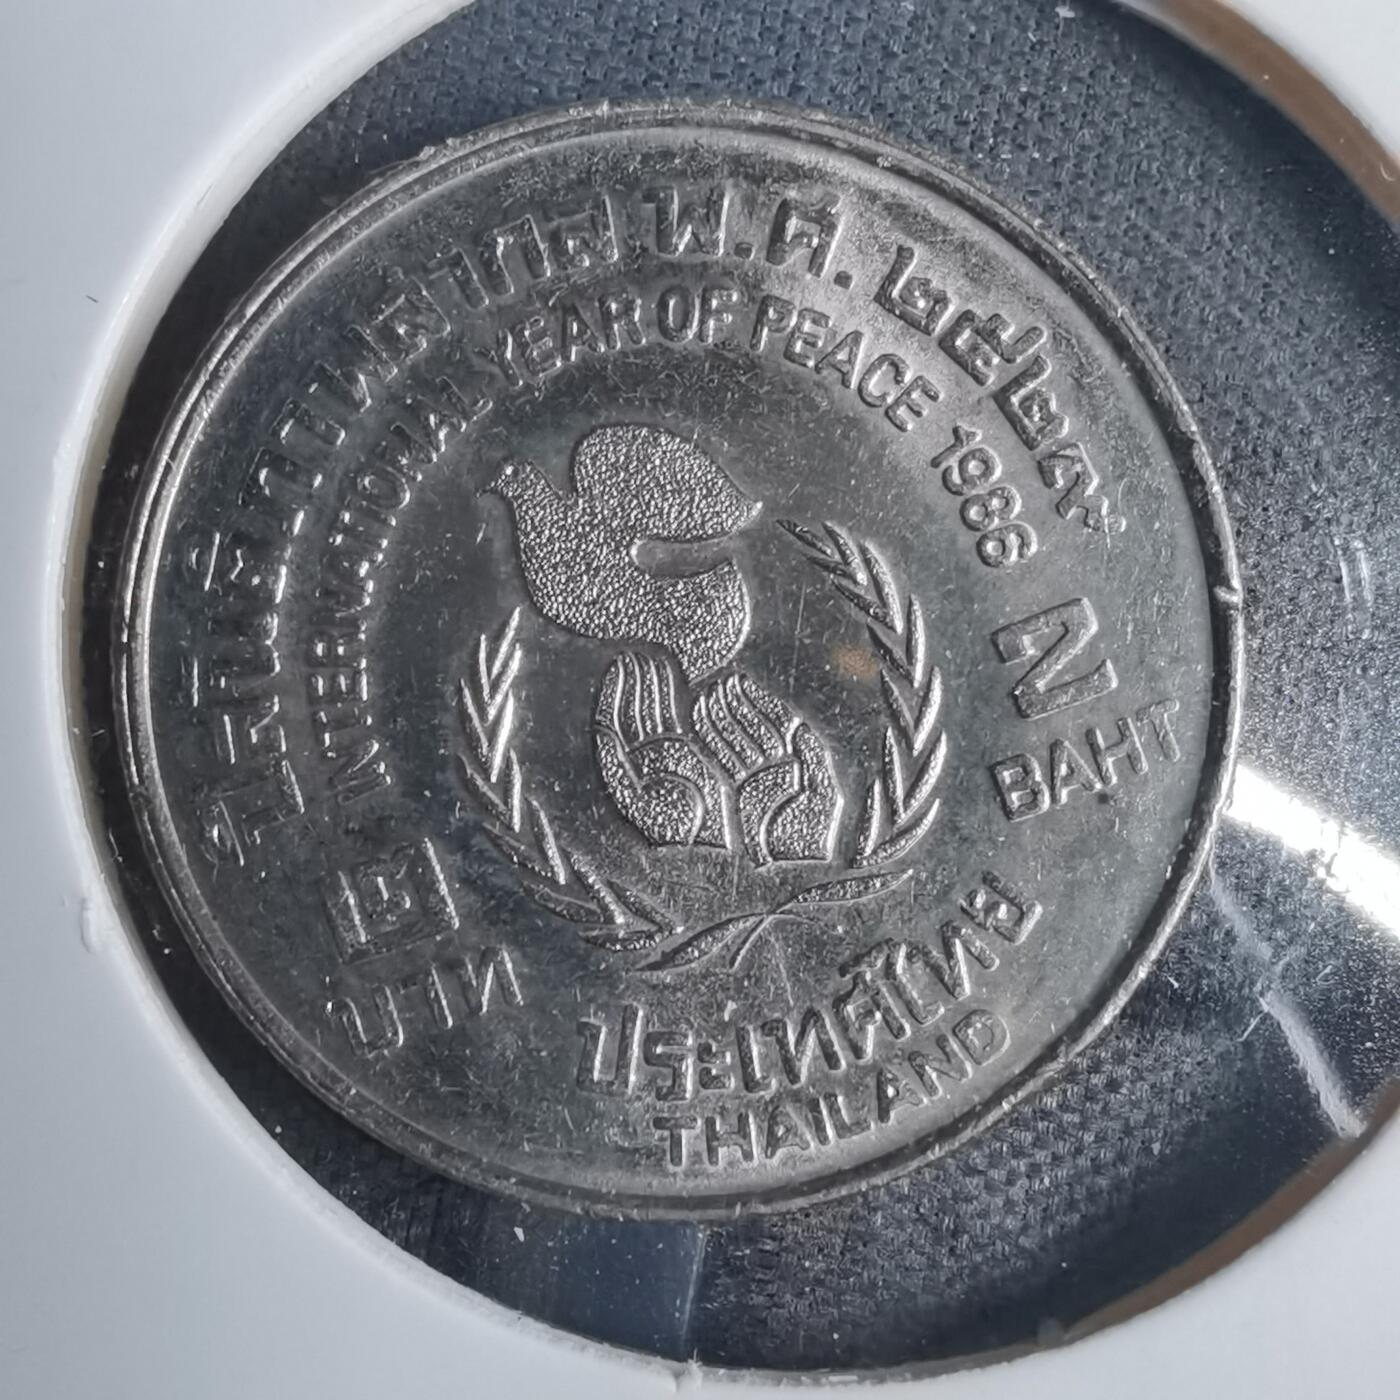 ปีสันติภาพสากล พ.ศ. ๒๕๒๙
INTERNATIONAL YEAR OF PEACE 1986
๒
บาท
2
BAHT
ประเทศไทย
THAILAND